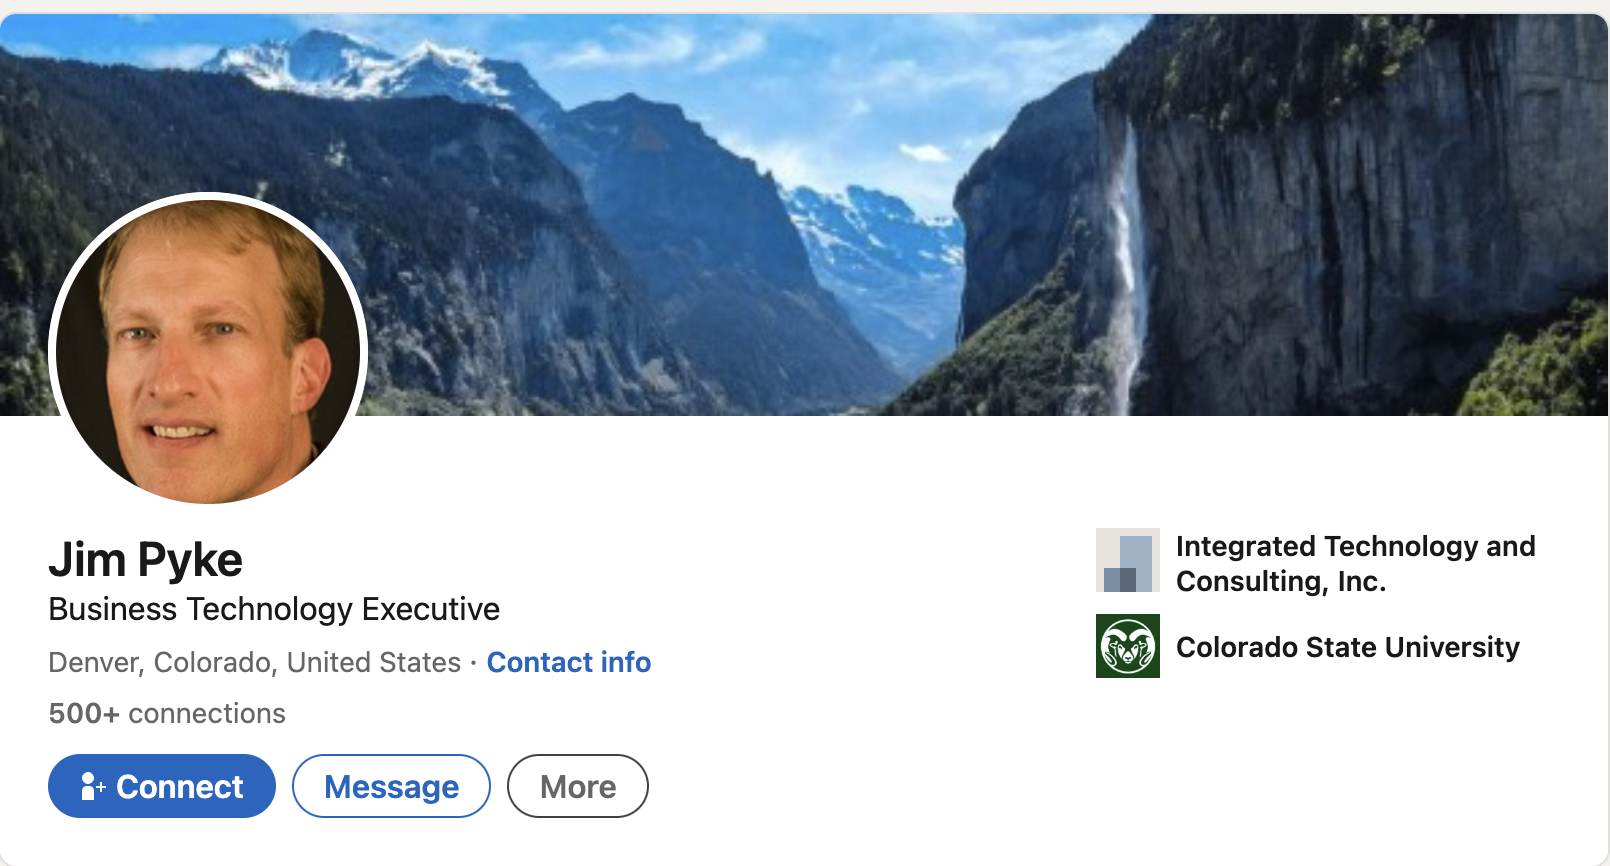 Jim Pyke
Business Technology Executive
Denver, Colorado, United States · Contact info
500+ connections
Connect
Message
More
Integrated Technology and
Consulting, Inc.
Colorado State University